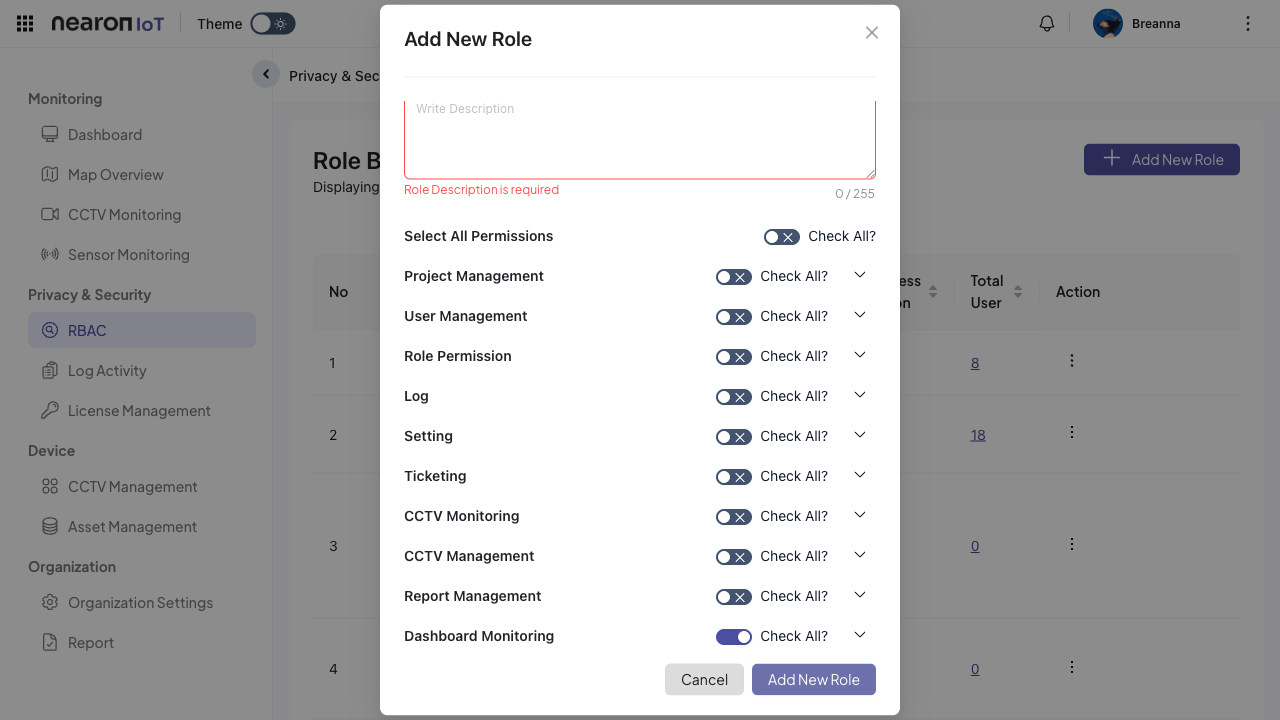 nearon IoT
Theme
Breanna
Monitoring
Dashboard
Map Overview
CCTV Monitoring
Sensor Monitoring
Privacy & Security
RBAC
Log Activity
License Management
Device
CCTV Management
Asset Management
Organization
Organization Settings
Report
Privacy & Sec
Role B
Displaying
Add New Role
No
ess
on
Total
User
Action
1
8
2
18
3
0
4
0
Add New Role
Write Description
Role Description is required
0 / 255
Select All Permissions Check All?
Project Management Check All?
User Management Check All?
Role Permission Check All?
Log Check All?
Setting Check All?
Ticketing Check All?
CCTV Monitoring Check All?
CCTV Management Check All?
Report Management Check All?
Dashboard Monitoring Check All?
Cancel
Add New Role